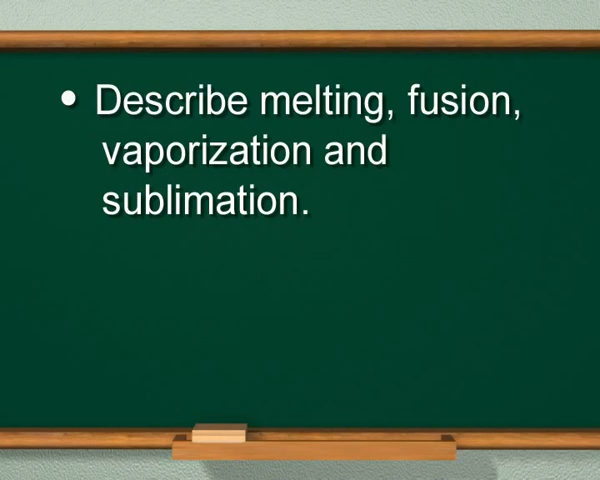 • Describe melting, fusion,
vaporization and
sublimation.